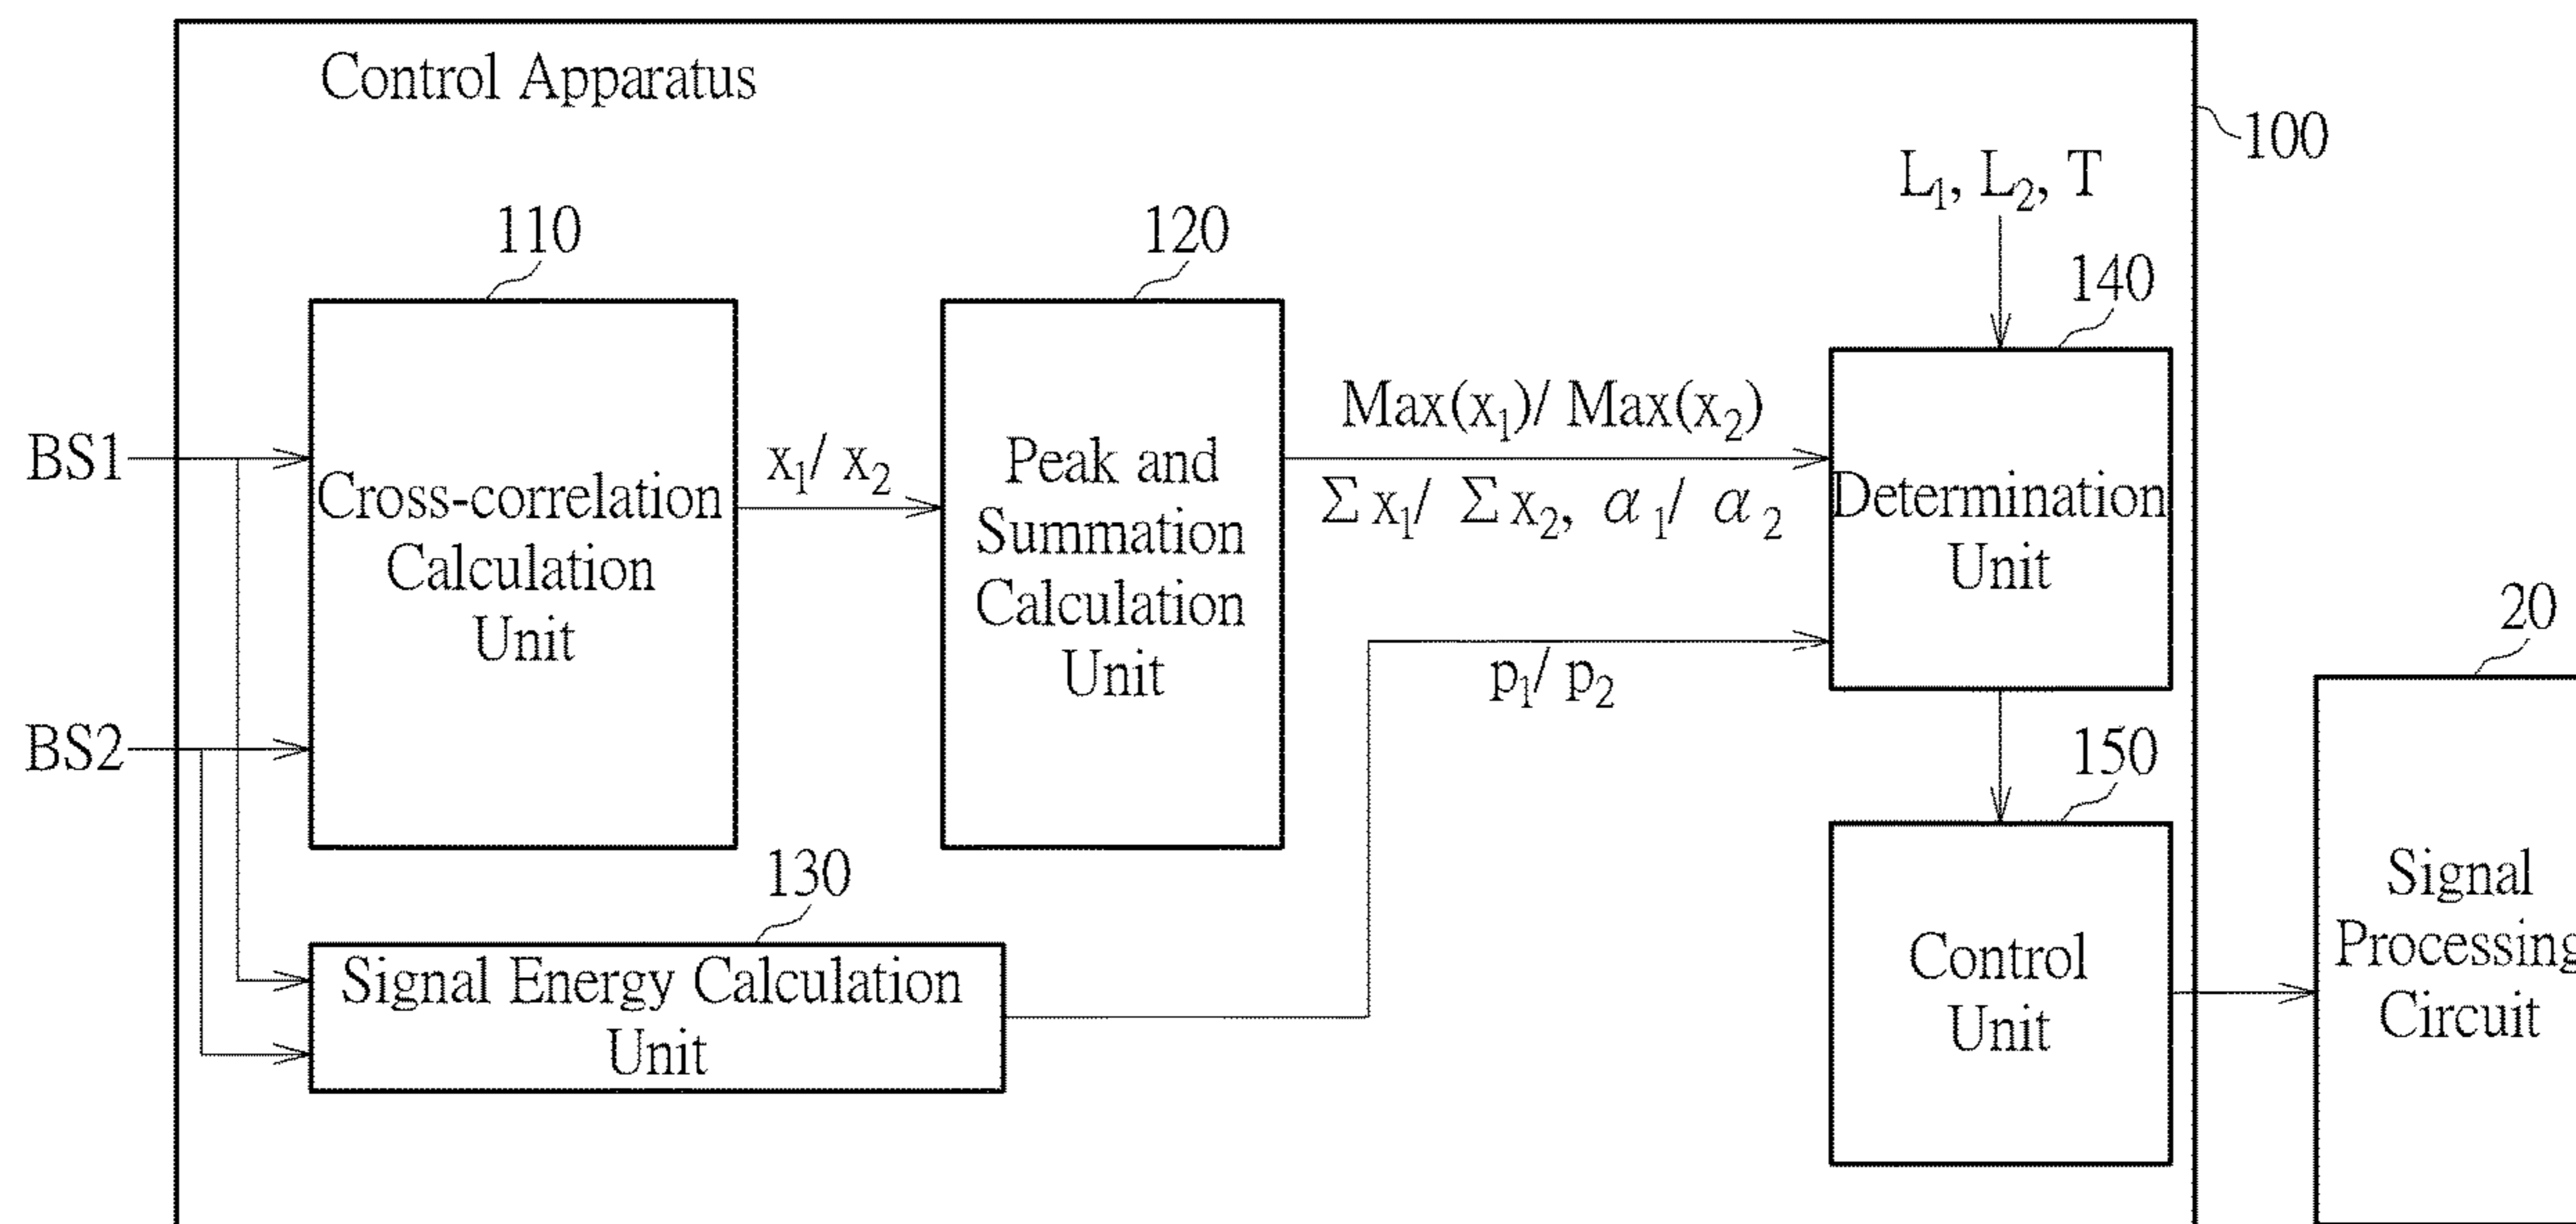 Control Apparatus
100
L₁, L₂, T
110
120
140
Max(x₁)/ Max(x₂)
BS1
Cross-correlation
Calculation
Unit
x₁/ x₂
Peak and
Summation
Calculation
Unit
Σx₁/ Σx₂, α₁/ α₂
Determination
Unit
p₁/ p₂
20
BS2
150
130
Signal Energy Calculation
Unit
Control
Unit
Signal
Processing
Circuit